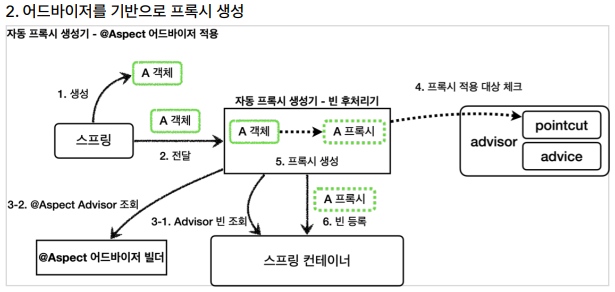 2. 어드바이저를 기반으로 프록시 생성
자동 프록시 생성기 - @Aspect 어드바이저 적용
A 객체
1. 생성
스프링
A 객체
2. 전달
자동 프록시 생성기 - 빈 후처리기
A 객체
A 프록시
5. 프록시 생성
4. 프록시 적용 대상 체크
advisor
pointcut
advice
3-2. @Aspect Advisor 조회
3-1. Advisor 빈 조회
A 프록시
6. 빈 등록
@Aspect 어드바이저 빌더
스프링 컨테이너